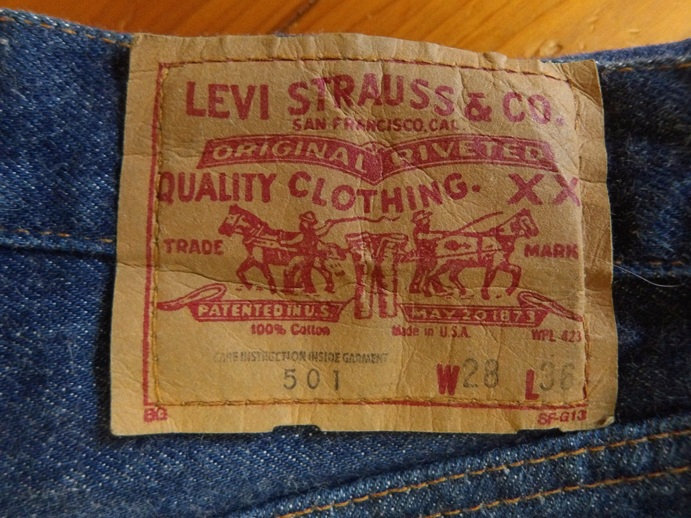 LEVI STRAUSS & CO.
SAN FRANCISCO, CAL.
ORIGINAL RIVETED
QUALITY CLOTHING. XX
TRADE MARK
PATENTED IN U.S. MAY 20 1873
100% Cotton Made in U.S.A. WPL 423
CARE INSTRUCTION INSIDE GARMENT
501 W28 L36
BG SF-G13